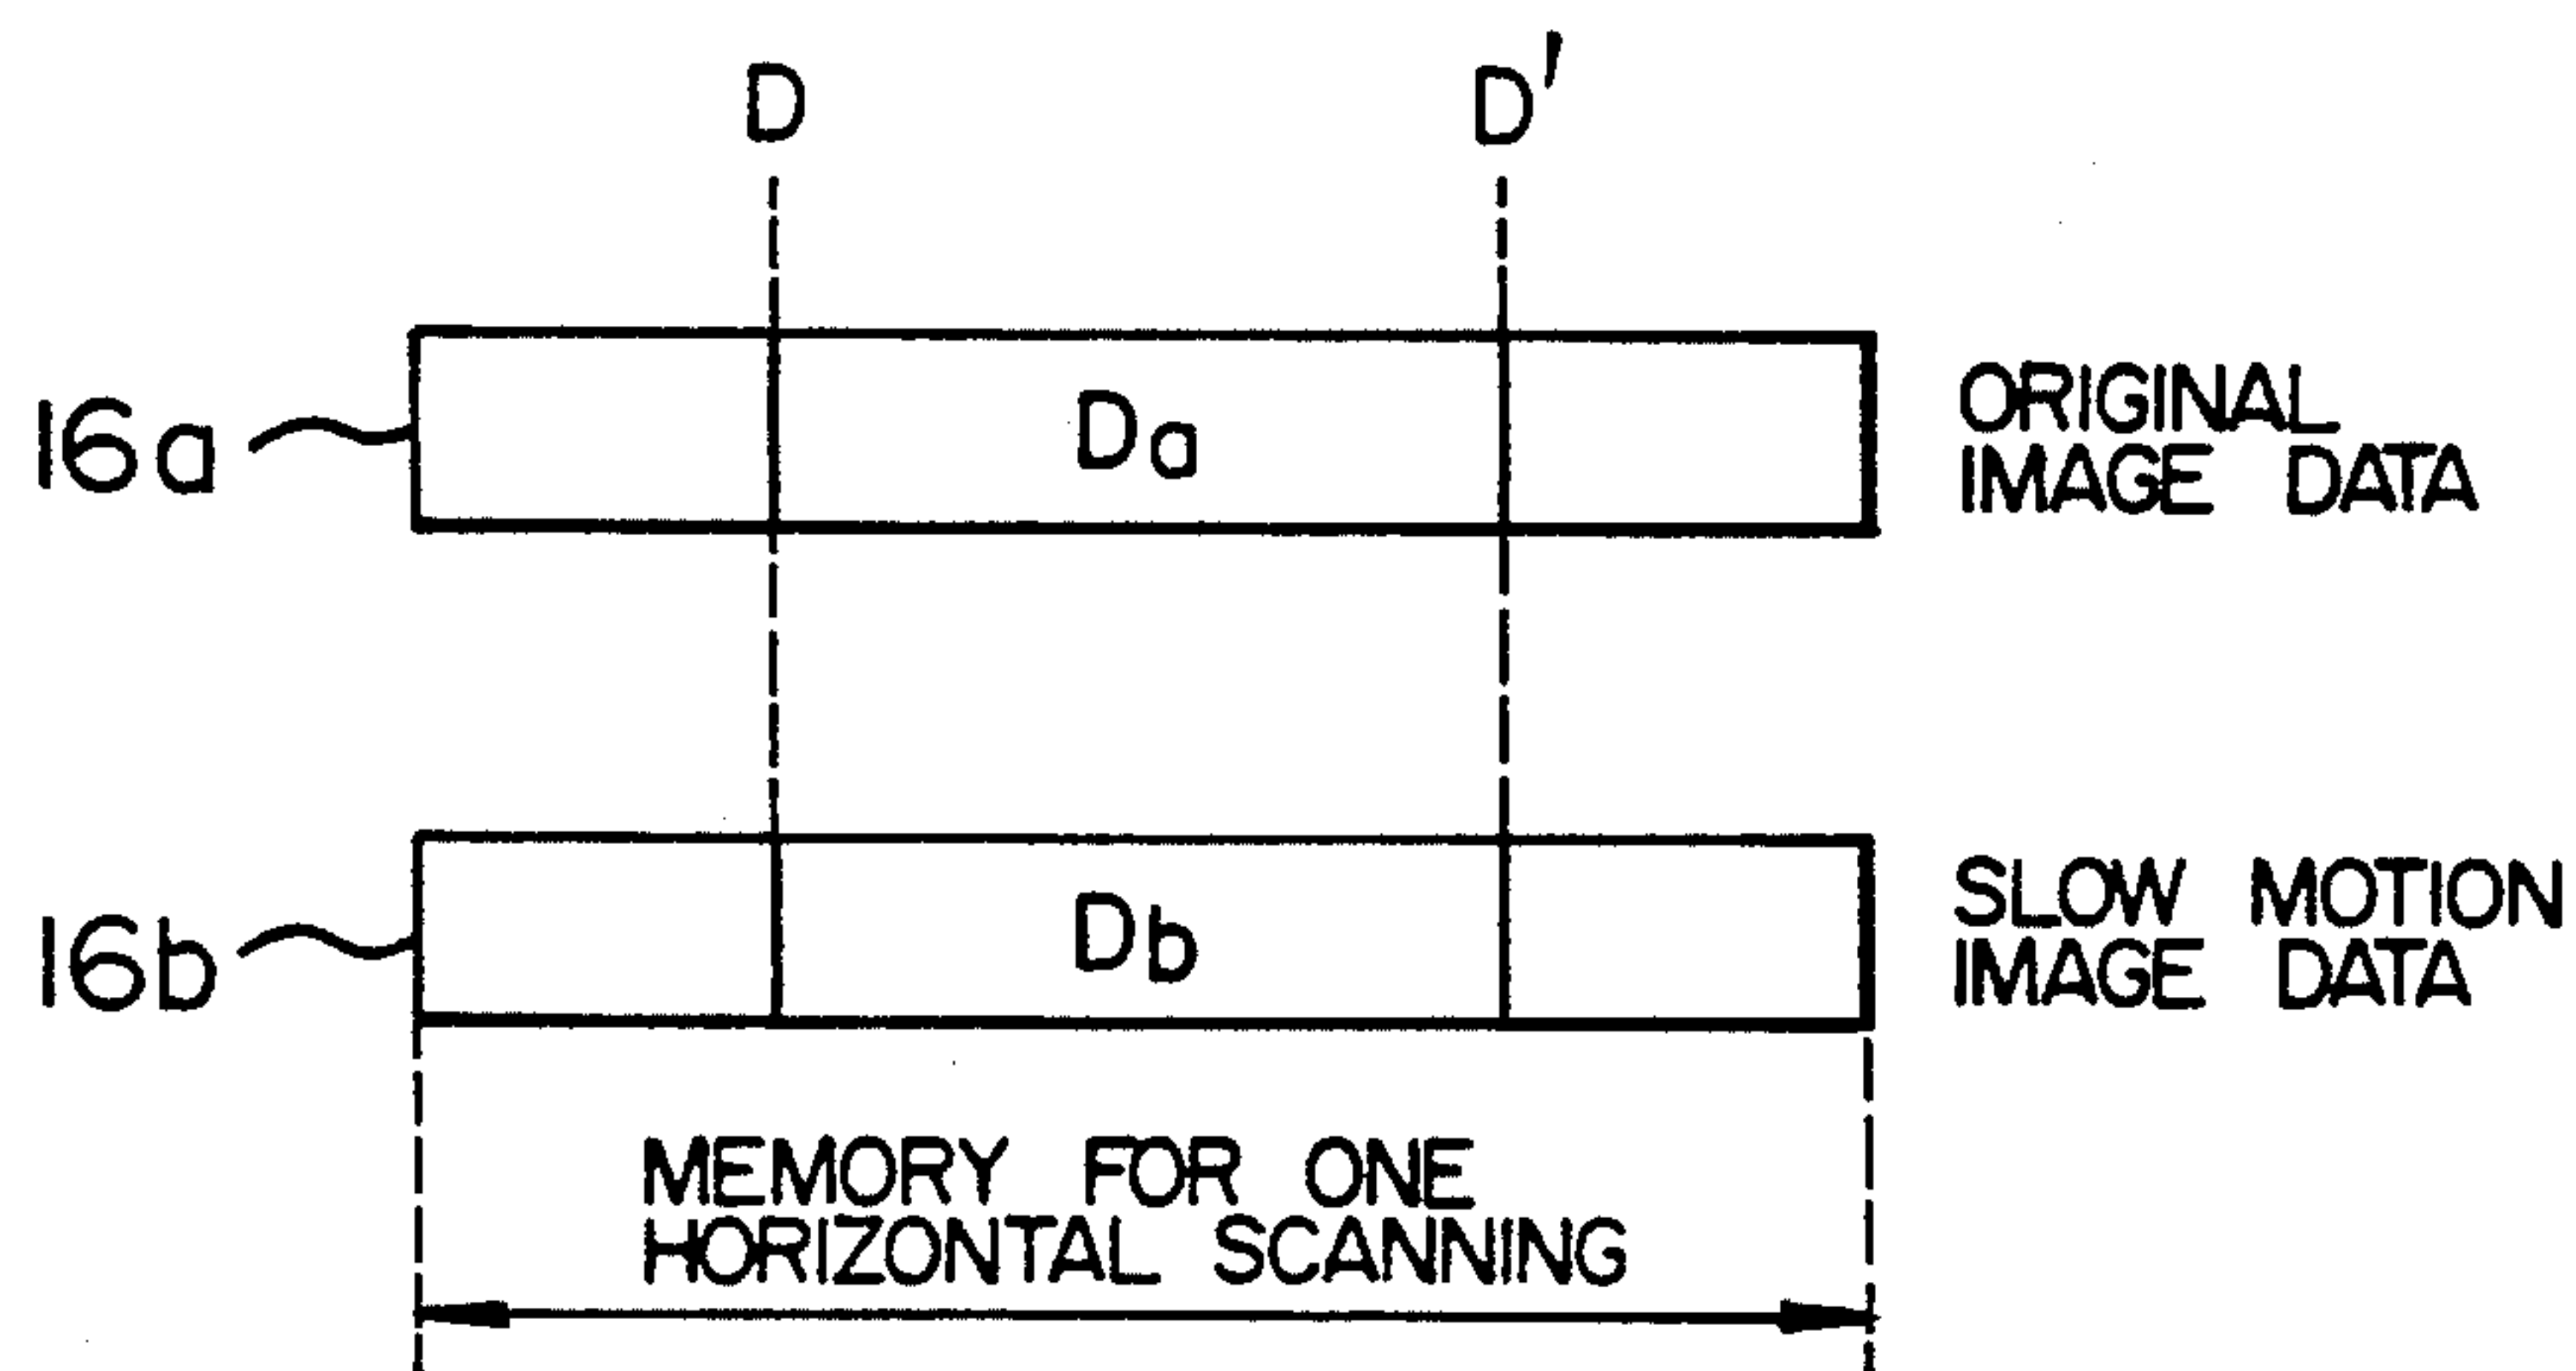 D
D'
16a
Da
ORIGINAL
IMAGE DATA
16b
Db
SLOW MOTION
IMAGE DATA
MEMORY FOR ONE
HORIZONTAL SCANNING